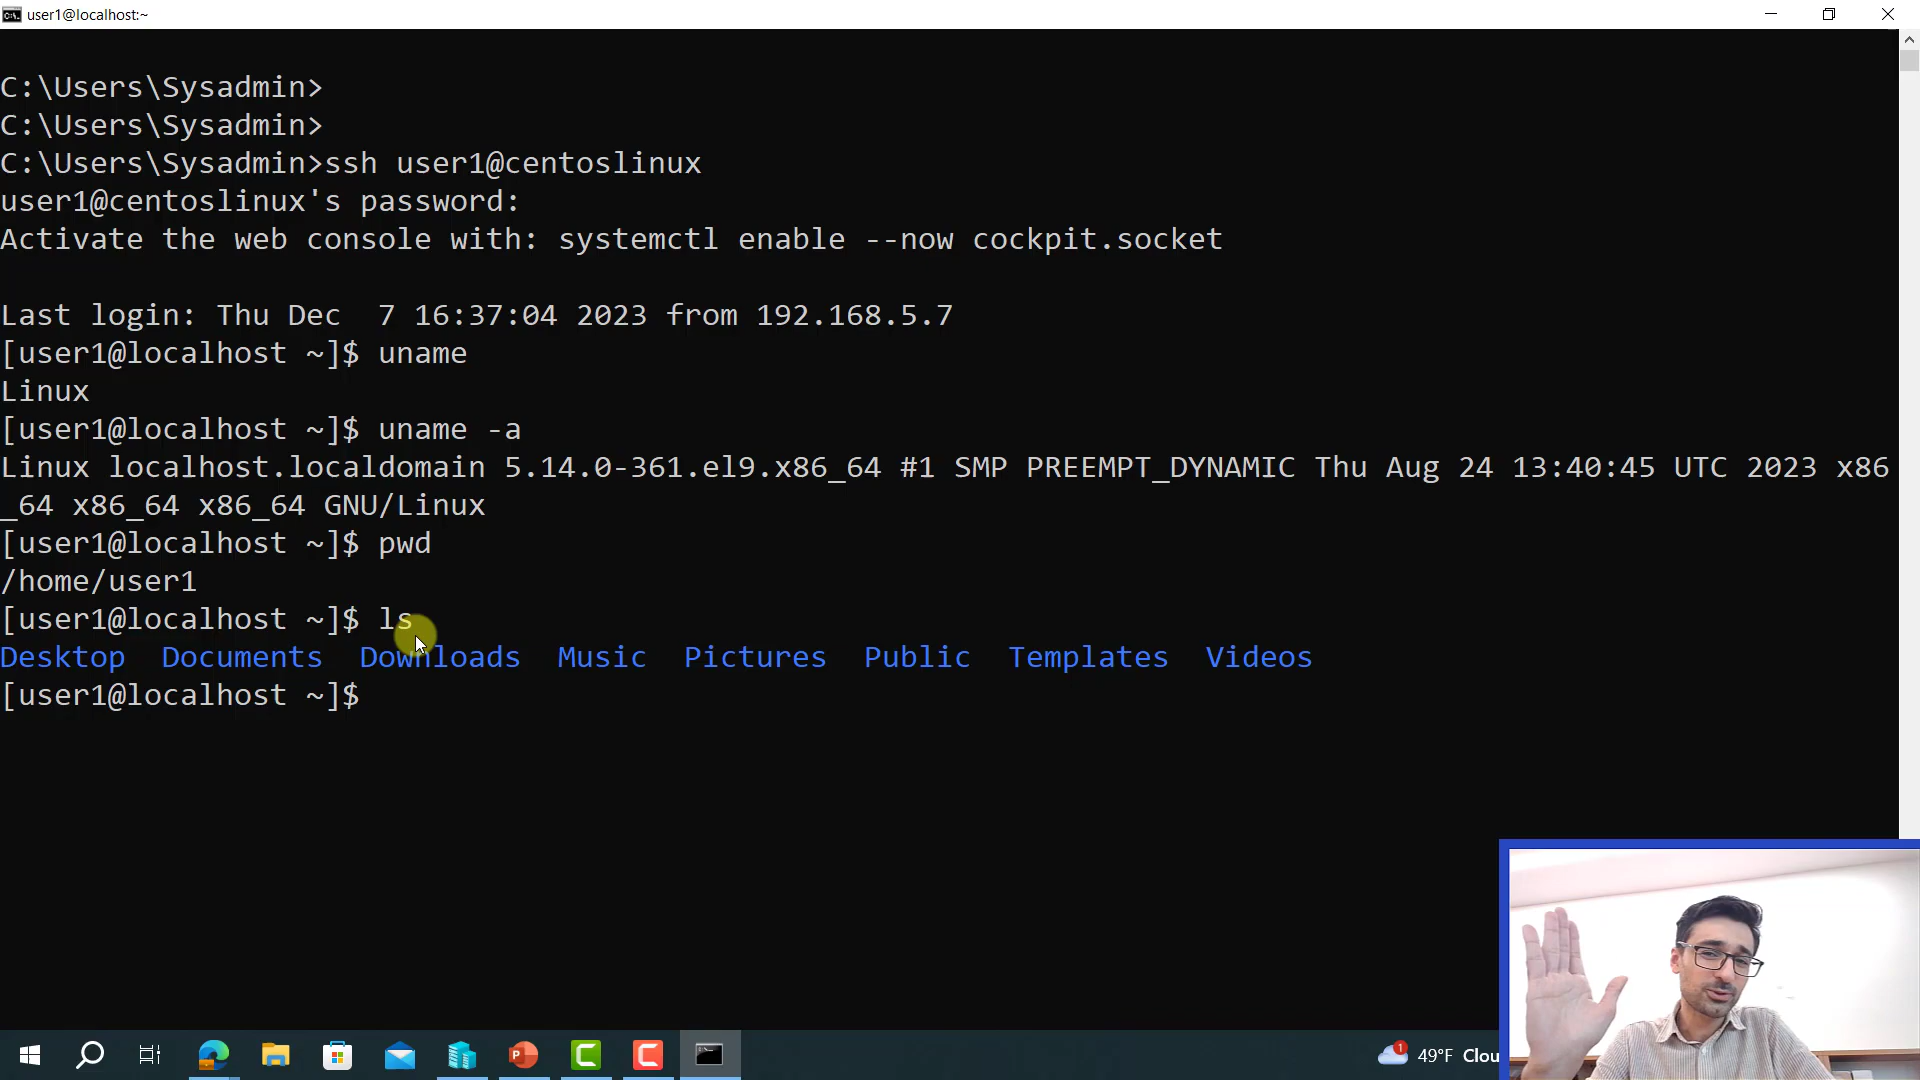 user1@localhost:~
C:\Users\Sysadmin>
C:\Users\Sysadmin>
C:\Users\Sysadmin>ssh user1@centoslinux
user1@centoslinux's password:
Activate the web console with: systemctl enable --now cockpit.socket
Last login: Thu Dec  7 16:37:04 2023 from 192.168.5.7
[user1@localhost ~]$ uname
Linux
[user1@localhost ~]$ uname -a
Linux localhost.localdomain 5.14.0-361.el9.x86_64 #1 SMP PREEMPT_DYNAMIC Thu Aug 24 13:40:45 UTC 2023 x86
_64 x86_64 x86_64 GNU/Linux
[user1@localhost ~]$ pwd
/home/user1
[user1@localhost ~]$ ls
Desktop  Documents  Downloads  Music  Pictures  Public  Templates  Videos
[user1@localhost ~]$
1
49°F Clou